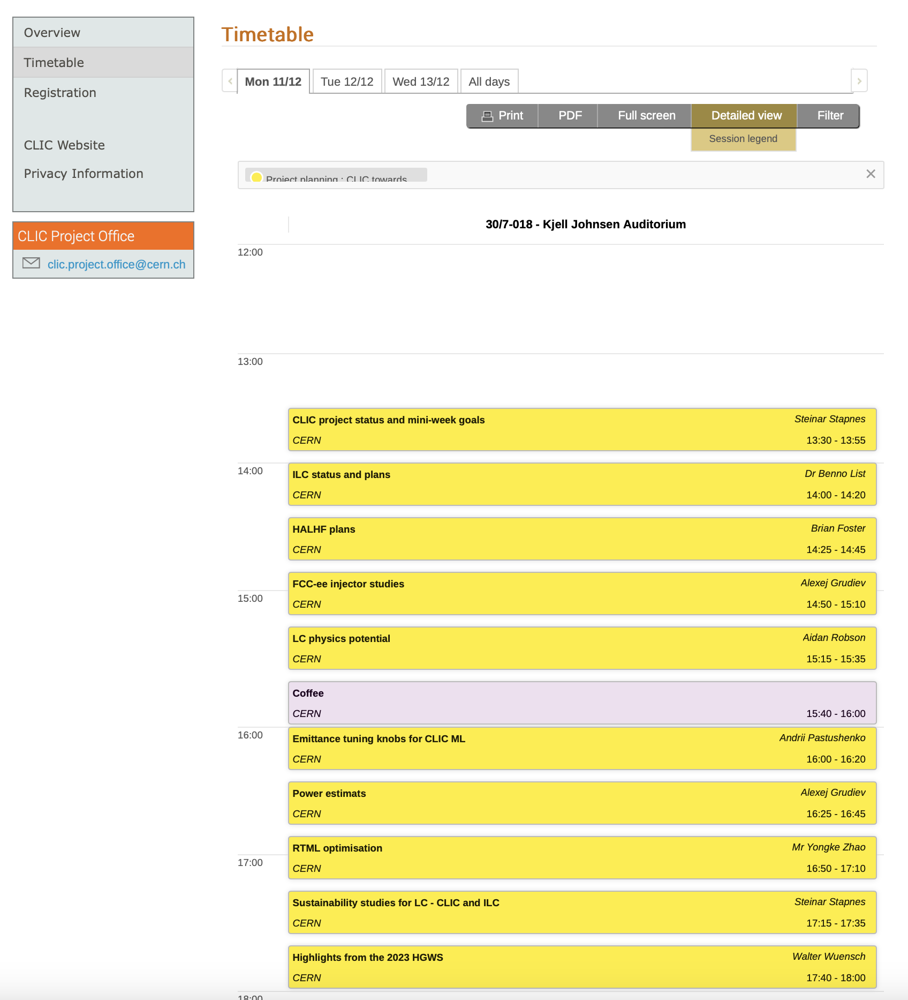 Overview
Timetable
Registration
CLIC Website
Privacy Information
CLIC Project Office
clic.project.office@cern.ch
Timetable
Mon 11/12 Tue 12/12 Wed 13/12 All days
Print PDF Full screen Detailed view Filter
Session legend
Project planning : CLIC towards
30/7-018 - Kjell Johnsen Auditorium
12:00
13:00
CLIC project status and mini-week goals Steinar Stapnes
CERN 13:30 - 13:55
14:00
ILC status and plans Dr Benno List
CERN 14:00 - 14:20
HALHF plans Brian Foster
CERN 14:25 - 14:45
FCC-ee injector studies Alexej Grudiev
15:00
CERN 14:50 - 15:10
LC physics potential Aidan Robson
CERN 15:15 - 15:35
Coffee
CERN 15:40 - 16:00
16:00
Emittance tuning knobs for CLIC ML Andrii Pastushenko
CERN 16:00 - 16:20
Power estimats Alexej Grudiev
CERN 16:25 - 16:45
RTML optimisation Mr Yongke Zhao
17:00
CERN 16:50 - 17:10
Sustainability studies for LC - CLIC and ILC Steinar Stapnes
CERN 17:15 - 17:35
Highlights from the 2023 HGWS Walter Wuensch
CERN 17:40 - 18:00
18:00